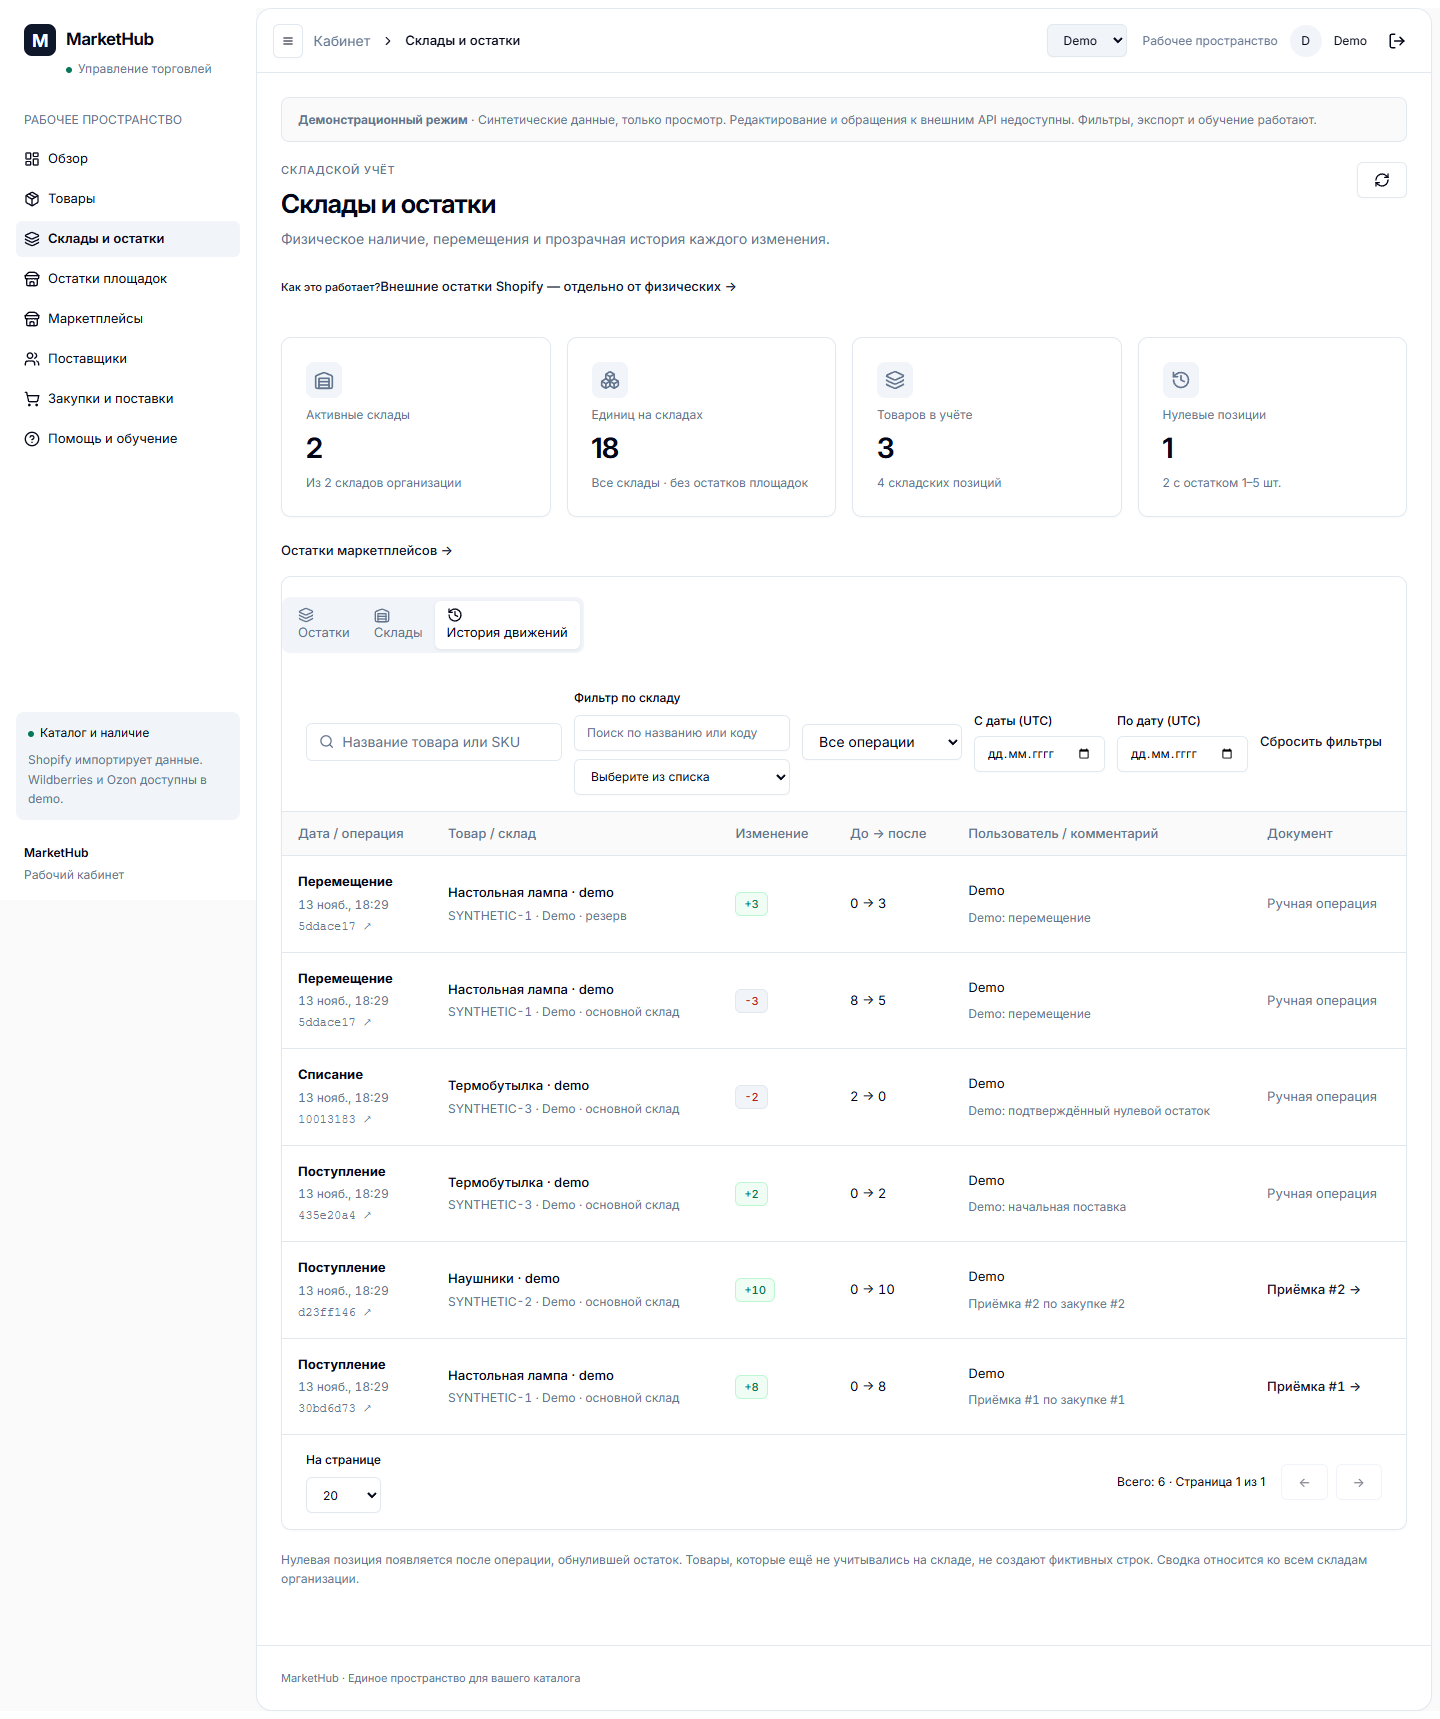 M MarketHub
Управление торговлей
РАБОЧЕЕ ПРОСТРАНСТВО
Обзор
Товары
Склады и остатки
Остатки площадок
Маркетплейсы
Поставщики
Закупки и поставки
Помощь и обучение
Каталог и наличие
Shopify импортирует данные.
Wildberries и Ozon доступны в
demo.
MarketHub
Рабочий кабинет
Кабинет > Склады и остатки
Demo Рабочее пространство D Demo
Демонстрационный режим · Синтетические данные, только просмотр. Редактирование и обращения к внешним API недоступны. Фильтры, экспорт и обучение работают.
СКЛАДСКОЙ УЧЁТ
Склады и остатки
Физическое наличие, перемещения и прозрачная история каждого изменения.
Как это работает?Внешние остатки Shopify — отдельно от физических →
Активные склады
2
Из 2 складов организации
Единиц на складах
18
Все склады · без остатков площадок
Товаров в учёте
3
4 складских позиций
Нулевые позиции
1
2 с остатком 1–5 шт.
Остатки маркетплейсов →
Остатки Склады История движений
Название товара или SKU
Фильтр по складу
Поиск по названию или коду
Выберите из списка
Все операции
С даты (UTC)
дд.мм.гггг
По дату (UTC)
дд.мм.гггг
Сбросить фильтры
Дата / операция Товар / склад Изменение До → после Пользователь / комментарий Документ
Перемещение
13 нояб., 18:29
5ddace17 ↗
Настольная лампа · demo
SYNTHETIC-1 · Demo · резерв
+3
0 → 3
Demo
Demo: перемещение
Ручная операция
Перемещение
13 нояб., 18:29
5ddace17 ↗
Настольная лампа · demo
SYNTHETIC-1 · Demo · основной склад
-3
8 → 5
Demo
Demo: перемещение
Ручная операция
Списание
13 нояб., 18:29
10013183 ↗
Термобутылка · demo
SYNTHETIC-3 · Demo · основной склад
-2
2 → 0
Demo
Demo: подтверждённый нулевой остаток
Ручная операция
Поступление
13 нояб., 18:29
435e20a4 ↗
Термобутылка · demo
SYNTHETIC-3 · Demo · основной склад
+2
0 → 2
Demo
Demo: начальная поставка
Ручная операция
Поступление
13 нояб., 18:29
d23ff146 ↗
Наушники · demo
SYNTHETIC-2 · Demo · основной склад
+10
0 → 10
Demo
Приёмка #2 по закупке #2
Приёмка #2 →
Поступление
13 нояб., 18:29
30bd6d73 ↗
Настольная лампа · demo
SYNTHETIC-1 · Demo · основной склад
+8
0 → 8
Demo
Приёмка #1 по закупке #1
Приёмка #1 →
На странице
20
Всего: 6 · Страница 1 из 1 ← →
Нулевая позиция появляется после операции, обнулившей остаток. Товары, которые ещё не учитывались на складе, не создают фиктивных строк. Сводка относится ко всем складам
организации.
MarketHub · Единое пространство для вашего каталога